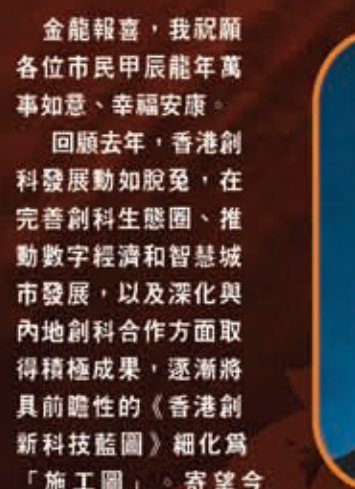 金龍報喜，我祝願
各位市民甲辰龍年萬
事如意、幸福安康。
回顧去年，香港創
科發展動如脫兔，在
完善創科生態圈、推
動數字經濟和智慧城
市發展，以及深化與
內地創科合作方面取
得積極成果，逐漸將
具前瞻性的《香港創
新科技藍圖》細化爲
「施工圖」。寄望今